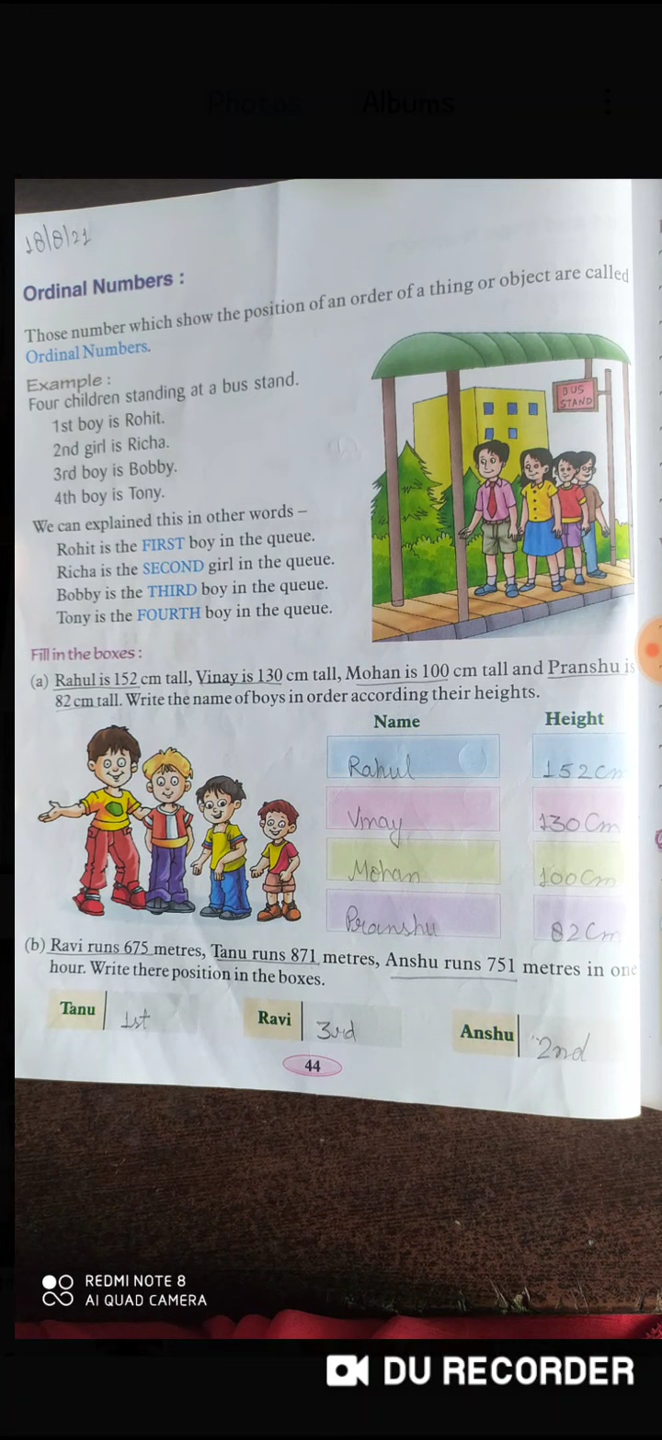 Photos Albums
18/8/21
Ordinal Numbers :
Those number which show the position of an order of a thing or object are called
Ordinal Numbers.
Example :
Four children standing at a bus stand.
1st boy is Rohit.
2nd girl is Richa.
3rd boy is Bobby.
4th boy is Tony.
We can explained this in other words –
Rohit is the FIRST boy in the queue.
Richa is the SECOND girl in the queue.
Bobby is the THIRD boy in the queue.
Tony is the FOURTH boy in the queue.
BUS
STAND
Fill in the boxes :
(a) Rahul is 152 cm tall, Vinay is 130 cm tall, Mohan is 100 cm tall and Pranshu is
82 cm tall. Write the name of boys in order according their heights.
Name Height
Rahul 152cm
Vinay 130 Cm
Mohan 100 Cm
Pranshu 82 Cm
(b) Ravi runs 675 metres, Tanu runs 871 metres, Anshu runs 751 metres in one
hour. Write there position in the boxes.
Tanu 1st Ravi 3rd Anshu 2nd
44
REDMI NOTE 8
AI QUAD CAMERA
DU RECORDER